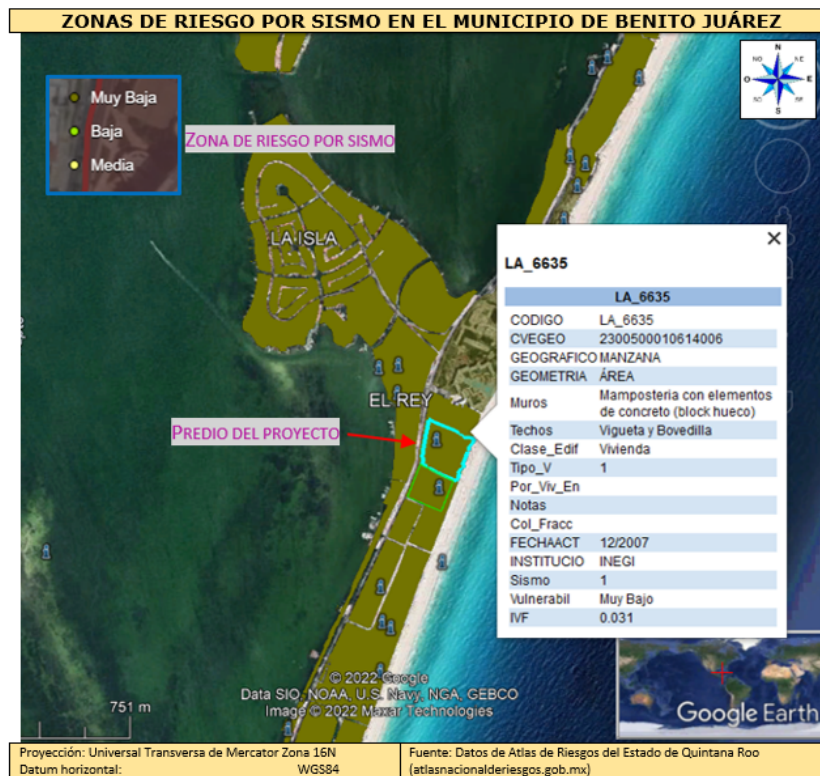 ZONAS DE RIESGO POR SISMO EN EL MUNICIPIO DE BENITO JUÁREZ
N
NO
NE
O
E
SO
SE
S
Muy Baja
Baja
Media
ZONA DE RIESGO POR SISMO
LA ISLA
EL REY
PREDIO DEL PROYECTO
LA_6635
LA_6635
CODIGO LA_6635
CVEGEO 2300500010614006
GEOGRAFICO MANZANA
GEOMETRIA ÁREA
Muros Mamposteria con elementos
de concreto (block hueco)
Techos Vigueta y Bovedilla
Clase_Edif Vivienda
Tipo_V 1
Por_Viv_En
Notas
Col_Fracc
FECHAACT 12/2007
INSTITUCIO INEGI
Sismo 1
Vulnerabil Muy Bajo
IVF 0.031
© 2022 Google
Data SIO, NOAA, U.S. Navy, NGA, GEBCO
Image © 2022 Maxar Technologies
751 m
Google Earth
Proyección: Universal Transversa de Mercator Zona 16N
Datum horizontal: WGS84
Fuente: Datos de Atlas de Riesgos del Estado de Quintana Roo
(atlasnacionalderiesgos.gob.mx)